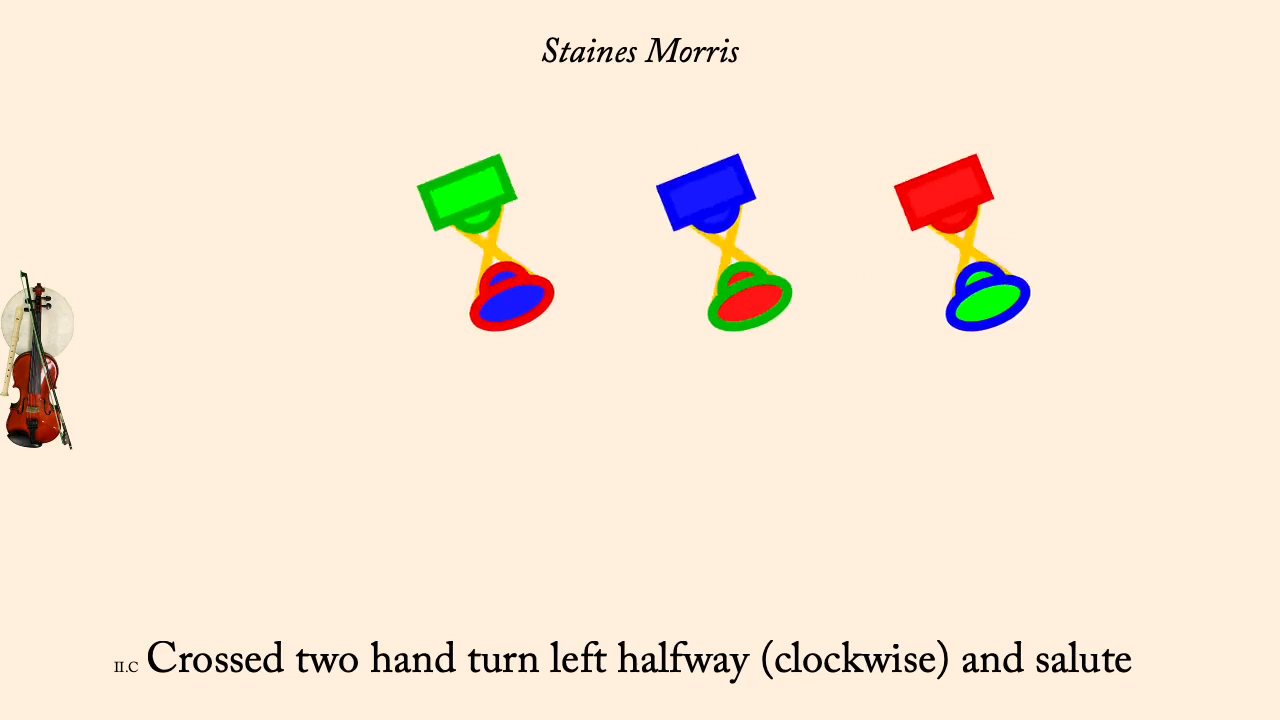 Staines Morris
II.C Crossed two hand turn left halfway (clockwise) and salute